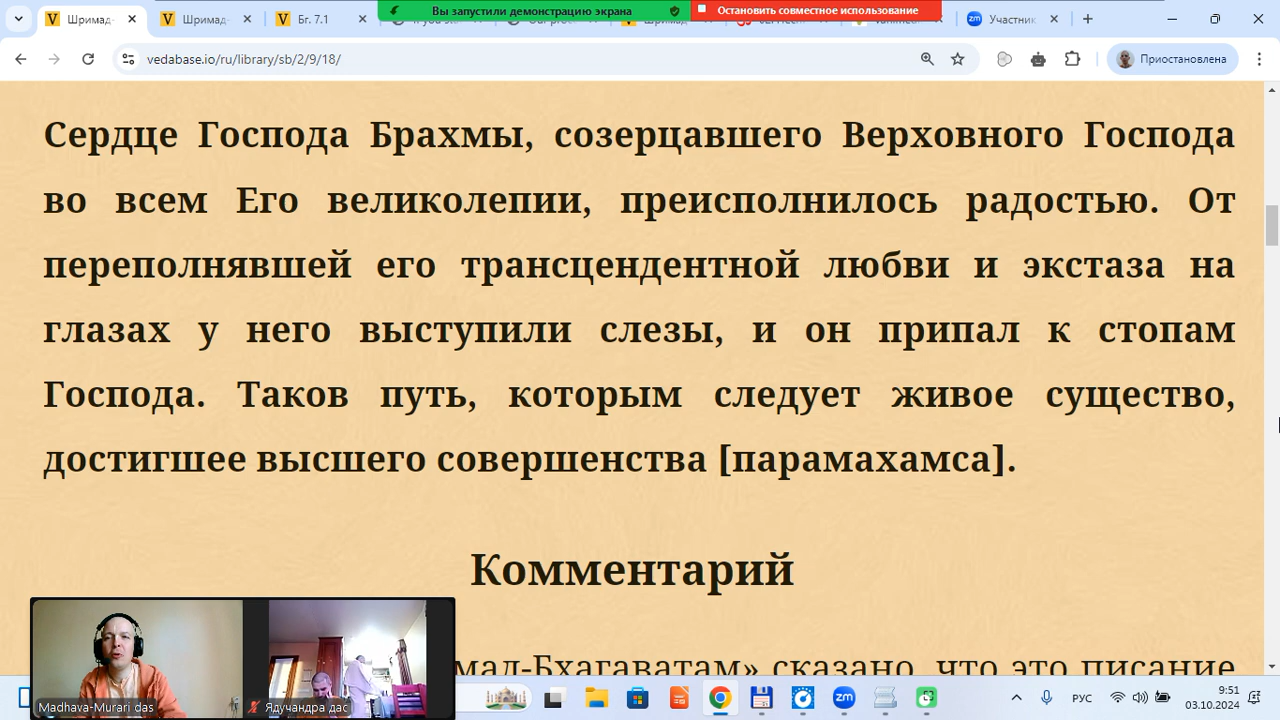 Вы запустили демонстрацию экрана
Остановить совместное использование
Шримад-
Шримад-
Бг. 7.1
Участник
vedabase.io/ru/library/sb/2/9/18/
Приостановлена
Сердце Господа Брахмы, созерцавшего Верховного Господа
во всем Его великолепии, преисполнилось радостью. От
переполнявшей его трансцендентной любви и экстаза на
глазах у него выступили слезы, и он припал к стопам
Господа. Таков путь, которым следует живое существо,
достигшее высшего совершенства [парамахамса].
Комментарий
мад-Бхагаватам» сказано, что это писание
Madhava-Murari das
Ядучандра дас
zm
РУС
9:51
03.10.2024